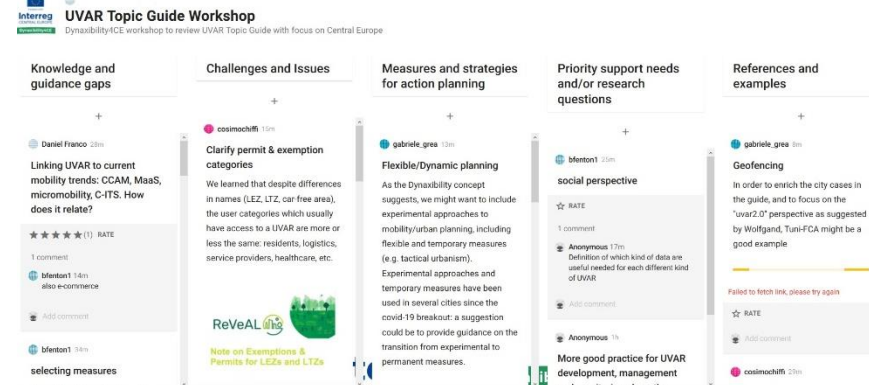 Interreg
CENTRAL EUROPE
Dynaxibility4CE
UVAR Topic Guide Workshop
Dynaxibility4CE workshop to review UVAR Topic Guide with focus on Central Europe
Knowledge and
guidance gaps
+
Daniel Franco 28m
Linking UVAR to current
mobility trends: CCAM, MaaS,
micromobility, C-ITS. How
does it relate?
★★★★★(1) RATE
1 comment
bfenton1 14m
also e-commerce
Add comment
bfenton1 34m
selecting measures
Challenges and Issues
+
cosimochiffi 13m
Clarify permit & exemption
categories
We learned that despite differences
in names (LEZ, LTZ, car-free area),
the user categories which usually
have access to a UVAR are more or
less the same: residents, logistics,
service providers, healthcare, etc.
ReVeAL
Note on Exemptions &
Permits for LEZs and LTZs
Measures and strategies
for action planning
+
gabriele_grea 12m
Flexible/Dynamic planning
As the Dynaxibility concept
suggests, we might want to include
experimental approaches to
mobility/urban planning, including
flexible and temporary measures
(e.g. tactical urbanism).
Experimental approaches and
temporary measures have been
used in several cities since the
covid-19 breakout: a suggestion
could be to provide guidance on the
transition from experimental to
permanent measures.
Priority support needs
and/or research
questions
+
bfenton1 25m
social perspective
☆ RATE
1 comment
Anonymous 17m
Definition of which kind of data are
useful needed for each different kind
of UVAR
Add comment
Anonymous 1h
More good practice for UVAR
development, management
References and
examples
+
gabriele_grea 8m
Geofencing
In order to enrich the city cases in
the guide, and to focus on the
"uvar2.0" perspective as suggested
by Wolfgand, Tuni-FCA might be a
good example
Failed to fetch link, please try again
☆ RATE
Add comment
cosimochiffi 29m